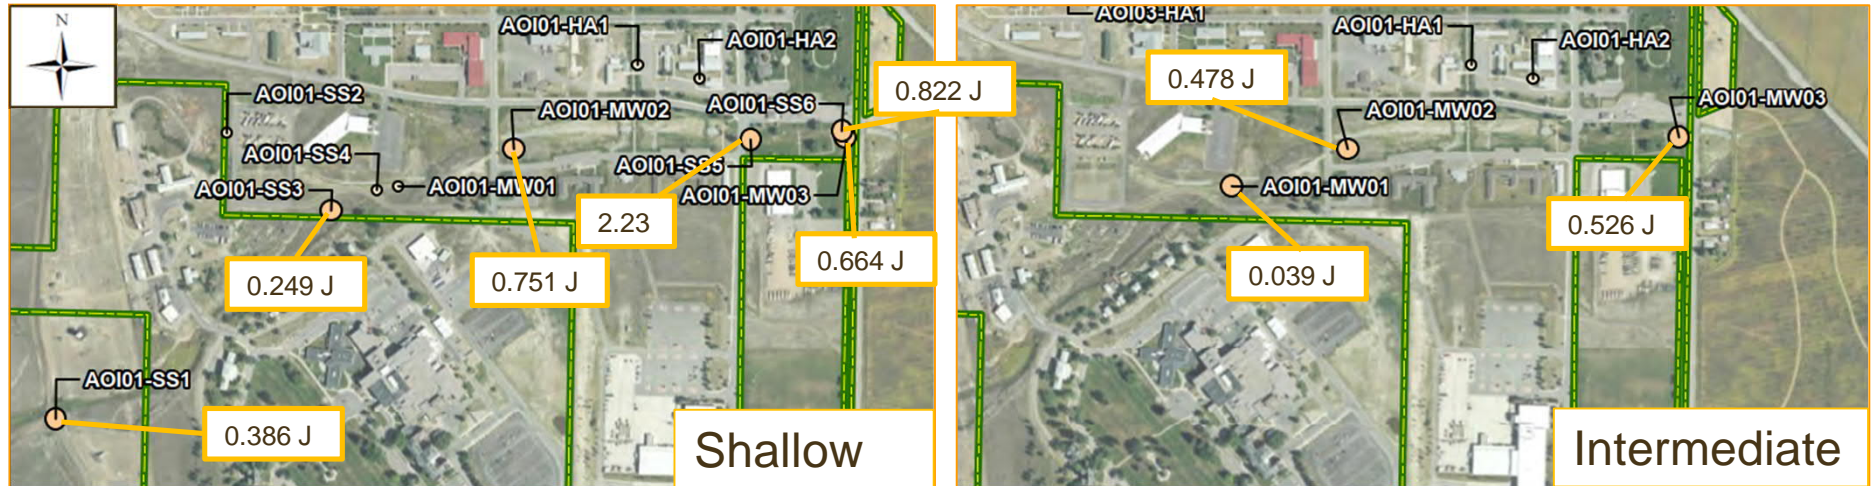 N
AOI01-HA1
AOI01-HA2
0.822 J
AOI01-SS2
AOI01-MW02
AOI01-SS6
AOI01-SS4
AOI01-SS5
AOI01-SS3
AOI01-MW01
AOI01-MW03
2.23
0.249 J
0.751 J
0.664 J
AOI01-SS1
0.386 J
Shallow
AOI03-HA1
AOI01-HA1
AOI01-HA2
0.478 J
AOI01-MW02
AOI01-MW03
AOI01-MW01
0.526 J
0.039 J
Intermediate